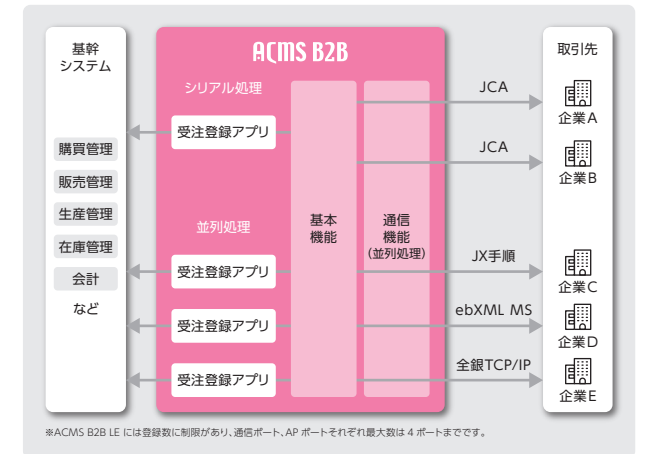 基幹
システム
購買管理
販売管理
生産管理
在庫管理
会計
など
ACMS B2B
シリアル処理
受注登録アプリ
並列処理
受注登録アプリ
受注登録アプリ
受注登録アプリ
基本
機能
通信
機能
(並列処理)
JCA
JCA
JX手順
ebXML MS
全銀TCP/IP
取引先
企業A
企業B
企業C
企業D
企業E
※ACMS B2B LE には登録数に制限があり、通信ポート、AP ポートそれぞれ最大数は 4 ポートまでです。